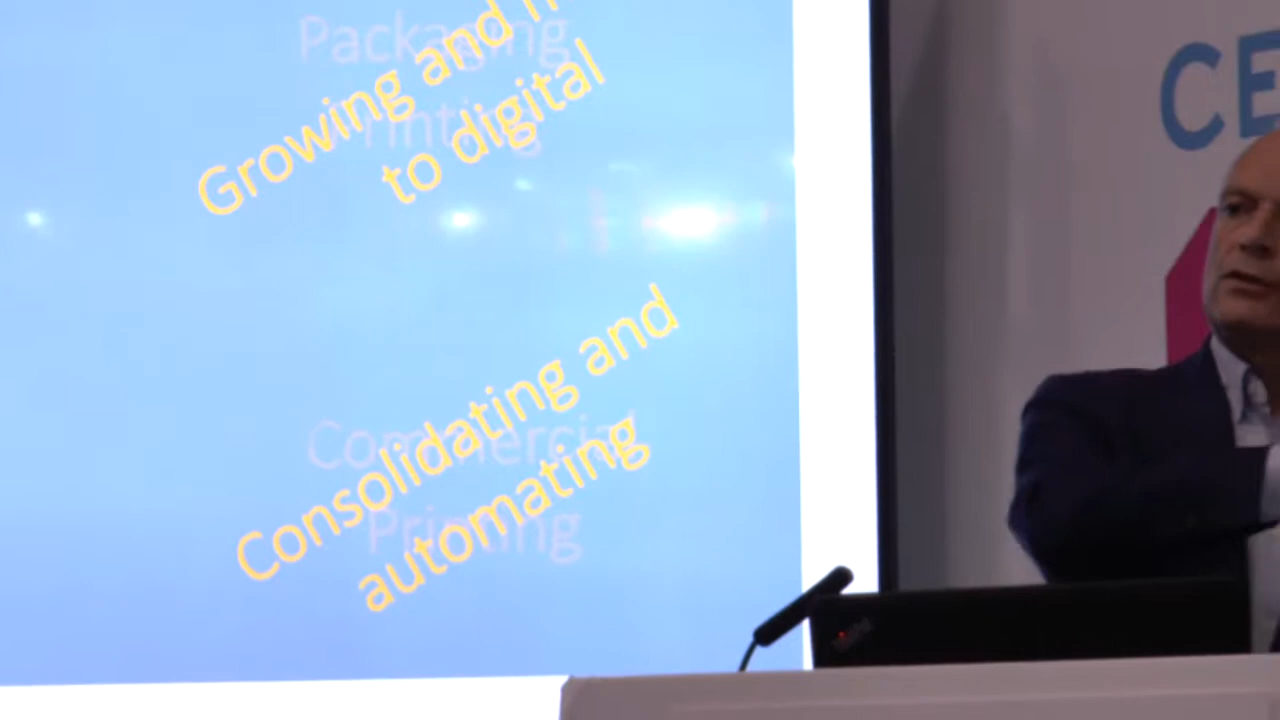 Packaging
Printing
Growing and
to digital
Commercial
Printing
Consolidating and
automating
CE